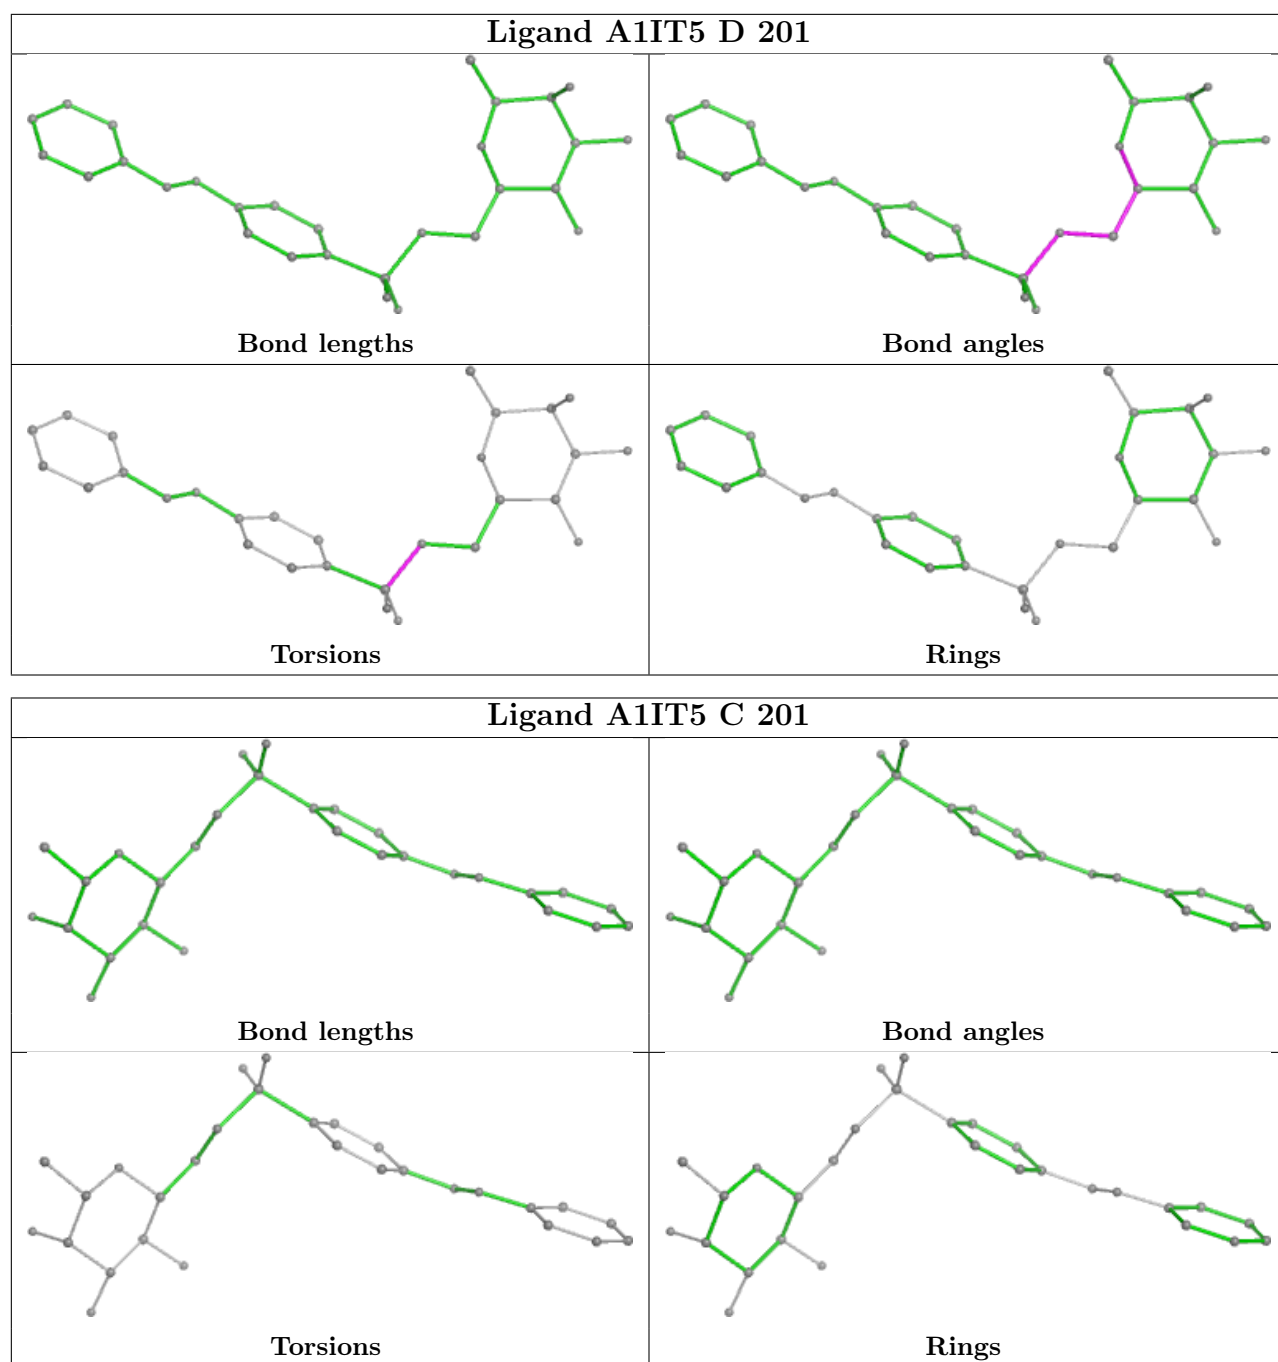 Ligand A1IT5 D 201
Bond lengths
Bond angles
Torsions
Rings
Ligand A1IT5 C 201
Bond lengths
Bond angles
Torsions
Rings